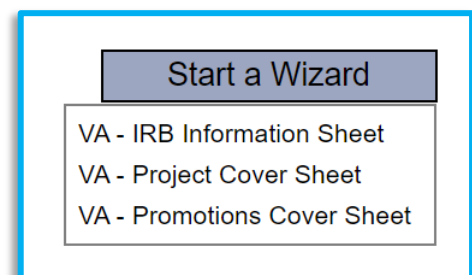 Start a Wizard
VA - IRB Information Sheet
VA - Project Cover Sheet
VA - Promotions Cover Sheet